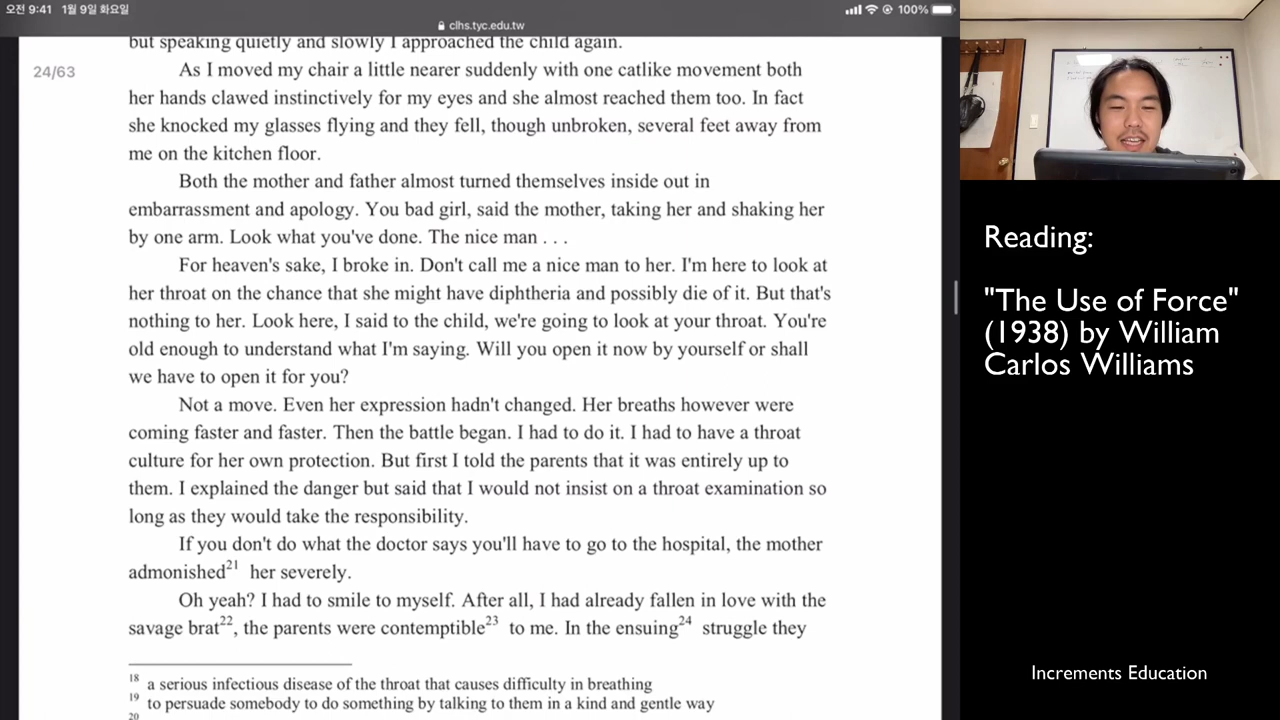 오전 9:41 1월 9일 화요일
100%
clhs.tyc.edu.tw
24/63
but speaking quietly and slowly I approached the child again.
As I moved my chair a little nearer suddenly with one catlike movement both
her hands clawed instinctively for my eyes and she almost reached them too. In fact
she knocked my glasses flying and they fell, though unbroken, several feet away from
me on the kitchen floor.
Both the mother and father almost turned themselves inside out in
embarrassment and apology. You bad girl, said the mother, taking her and shaking her
by one arm. Look what you've done. The nice man . . .
For heaven's sake, I broke in. Don't call me a nice man to her. I'm here to look at
her throat on the chance that she might have diphtheria and possibly die of it. But that's
nothing to her. Look here, I said to the child, we're going to look at your throat. You're
old enough to understand what I'm saying. Will you open it now by yourself or shall
we have to open it for you?
Not a move. Even her expression hadn't changed. Her breaths however were
coming faster and faster. Then the battle began. I had to do it. I had to have a throat
culture for her own protection. But first I told the parents that it was entirely up to
them. I explained the danger but said that I would not insist on a throat examination so
long as they would take the responsibility.
If you don't do what the doctor says you'll have to go to the hospital, the mother
admonished21 her severely.
Oh yeah? I had to smile to myself. After all, I had already fallen in love with the
savage brat22, the parents were contemptible23 to me. In the ensuing24 struggle they
18 a serious infectious disease of the throat that causes difficulty in breathing
19 to persuade somebody to do something by talking to them in a kind and gentle way
20
Reading:
"The Use of Force"
(1938) by William
Carlos Williams
Increments Education